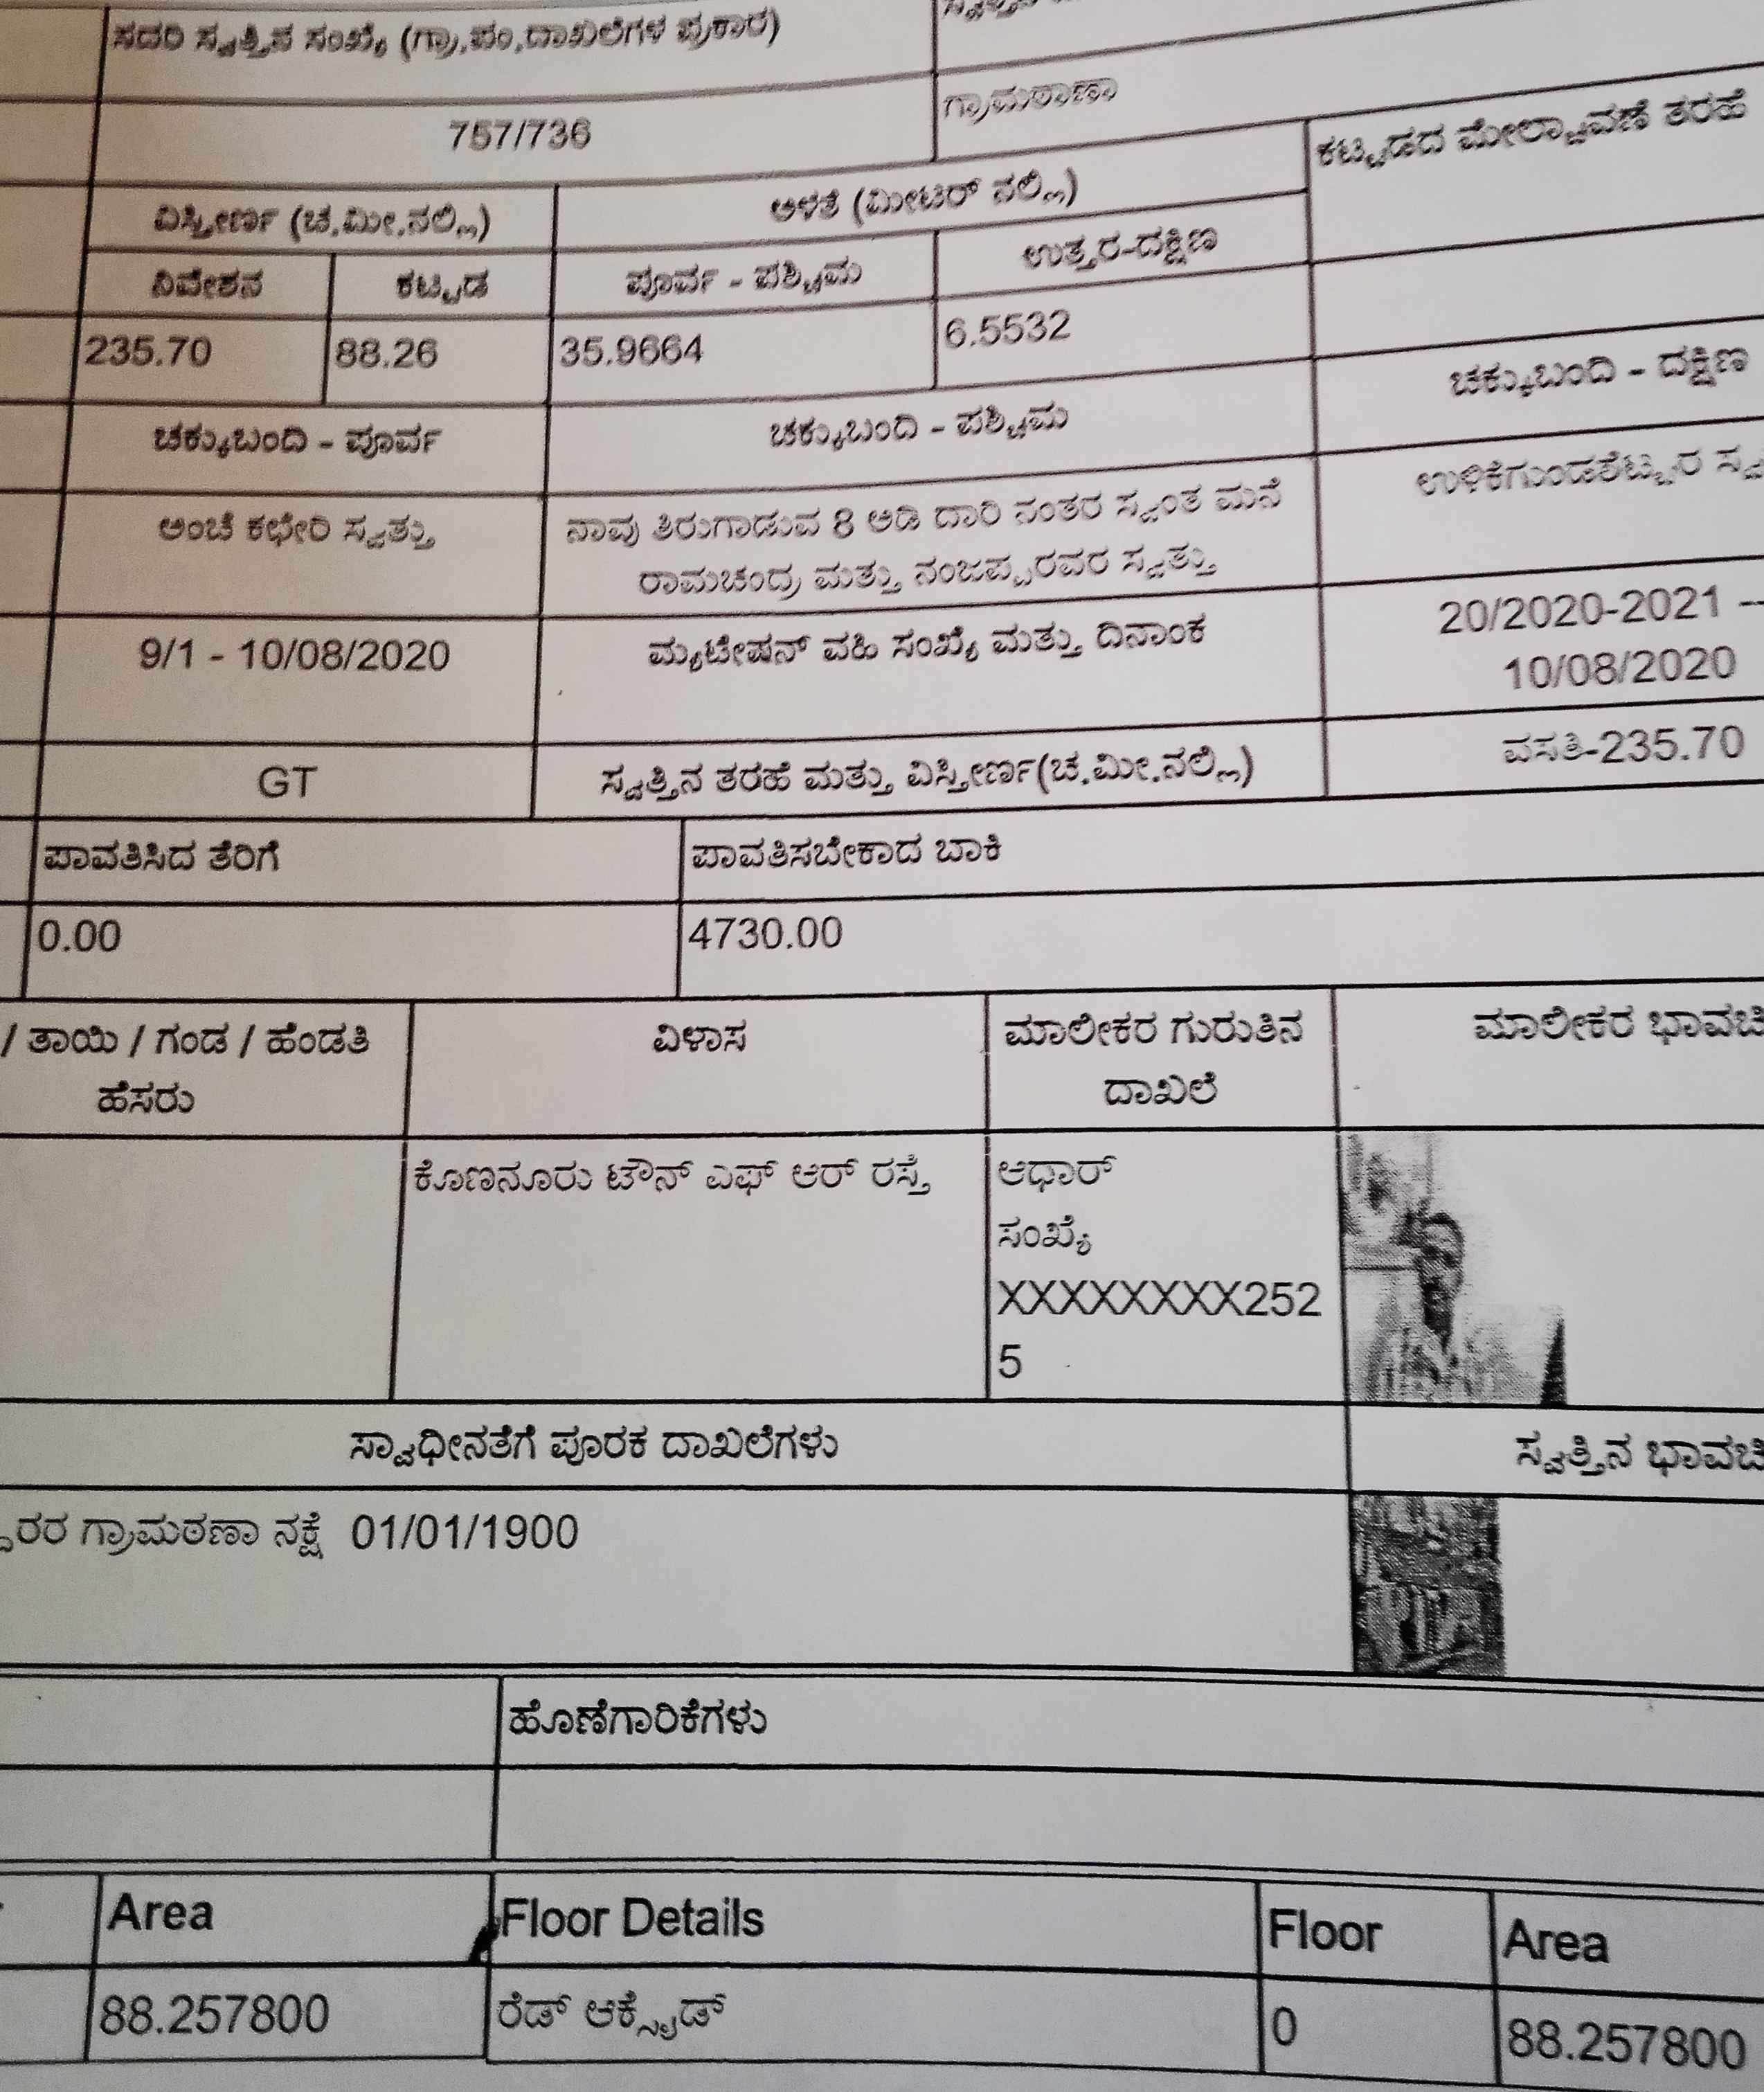 ಸದರಿ ಸ್ವತ್ತಿನ ಸಂಖ್ಯೆ (ಗ್ರಾ.ಪಂ.ದಾಖಲೆಗಳ ಪ್ರಕಾರ)
757/736
ಗ್ರಾಮಠಾಣಾ
ವಿಸ್ತೀರ್ಣ (ಚ.ಮೀ.ನಲ್ಲಿ)
ಅಳತೆ (ಮೀಟರ್ ನಲ್ಲಿ)
ಕಟ್ಟಡದ ಮೇಲ್ಚಾವಣಿ ತರಹೆ
ನಿವೇಶನ
ಕಟ್ಟಡ
ಪೂರ್ವ - ಪಶ್ಚಿಮ
ಉತ್ತರ-ದಕ್ಷಿಣ
235.70
88.26
35.9664
6.5532
ಚಕ್ಕುಬಂದಿ - ಪೂರ್ವ
ಚಕ್ಕುಬಂದಿ - ಪಶ್ಚಿಮ
ಚಕ್ಕುಬಂದಿ - ದಕ್ಷಿಣ
ಅಂಚೆ ಕಛೇರಿ ಸ್ವತ್ತು
ನಾವು ತಿರುಗಾಡುವ 8 ಅಡಿ ದಾರಿ ನಂತರ ಸ್ವಂತ ಮನೆ
ರಾಮಚಂದ್ರ ಮತ್ತು ನಂಜಪ್ಪರವರ ಸ್ವತ್ತು
9/1 - 10/08/2020
ಮ್ಯುಟೇಷನ್ ವಹಿ ಸಂಖ್ಯೆ ಮತ್ತು ದಿನಾಂಕ
20/2020-2021 --
10/08/2020
GT
ಸ್ವತ್ತಿನ ತರಹೆ ಮತ್ತು ವಿಸ್ತೀರ್ಣ(ಚ.ಮೀ.ನಲ್ಲಿ)
ವಸತಿ-235.70
ಪಾವತಿಸಿದ ತೆರಿಗೆ
ಪಾವತಿಸಬೇಕಾದ ಬಾಕಿ
0.00
4730.00
/ ತಾಯಿ / ಗಂಡ / ಹೆಂಡತಿ
ಹೆಸರು
ವಿಳಾಸ
ಮಾಲೀಕರ ಗುರುತಿನ
ದಾಖಲೆ
ಮಾಲೀಕರ ಭಾವಚಿ
ಕೊಣನೂರು ಟೌನ್ ಎಫ್ ಆರ್ ರಸ್ತೆ
ಆಧಾರ್
ಸಂಖ್ಯೆ
XXXXXXXX252
5
ಸ್ವಾಧೀನತೆಗೆ ಪೂರಕ ದಾಖಲೆಗಳು
ಸ್ವತ್ತಿನ ಭಾವಚಿ
ಗ್ರಾಮಠಣಾ ನಕ್ಷೆ 01/01/1900
ಹೊಣೆಗಾರಿಕೆಗಳು
Area
Floor Details
Floor
Area
88.257800
ರೆಡ್ ಆಕ್ಸೈಡ್
0
88.257800